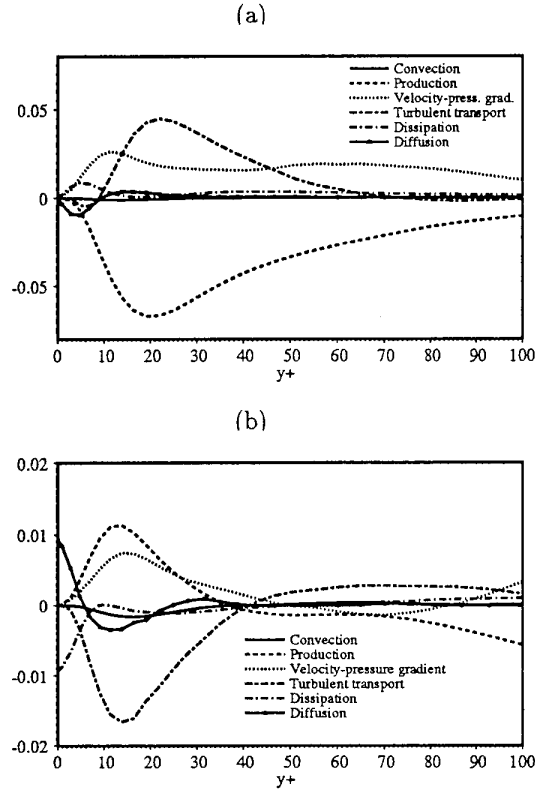 (a)
Convection
Production
Velocity-press. grad.
Turbulent transport
Dissipation
Diffusion
0.05
0
-0.05
0 10 20 30 40 50 60 70 80 90 100
y+
(b)
0.02
0.01
0
-0.01
-0.02
Convection
Production
Velocity-pressure gradient
Turbulent transport
Dissipation
Diffusion
0 10 20 30 40 50 60 70 80 90 100
y+